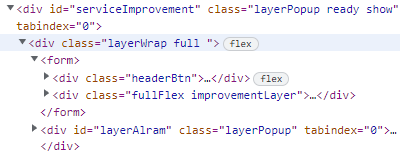 ▼<div id="serviceImprovement" class="layerPopup ready show"
tabindex="0">
▼<div class="layerWrap full "> flex
▼<form>
▶<div class="headerBtn">…</div> flex
▶<div class="fullFlex improvementLayer">…</div>
</form>
▶<div id="layerAlram" class="layerPopup" tabindex="0">…
</div>